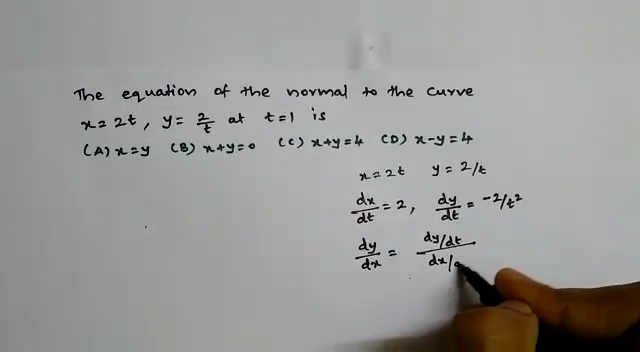 The equation of the normal to the curve
x=2t, y=2/t at t=1 is
(A) x=y (B) x+y=0 (C) x+y=4 (D) x-y=4
x=2t y=2/t
dx/dt=2, dy/dt=-2/t²
dy/dx = dy/dt / dx/